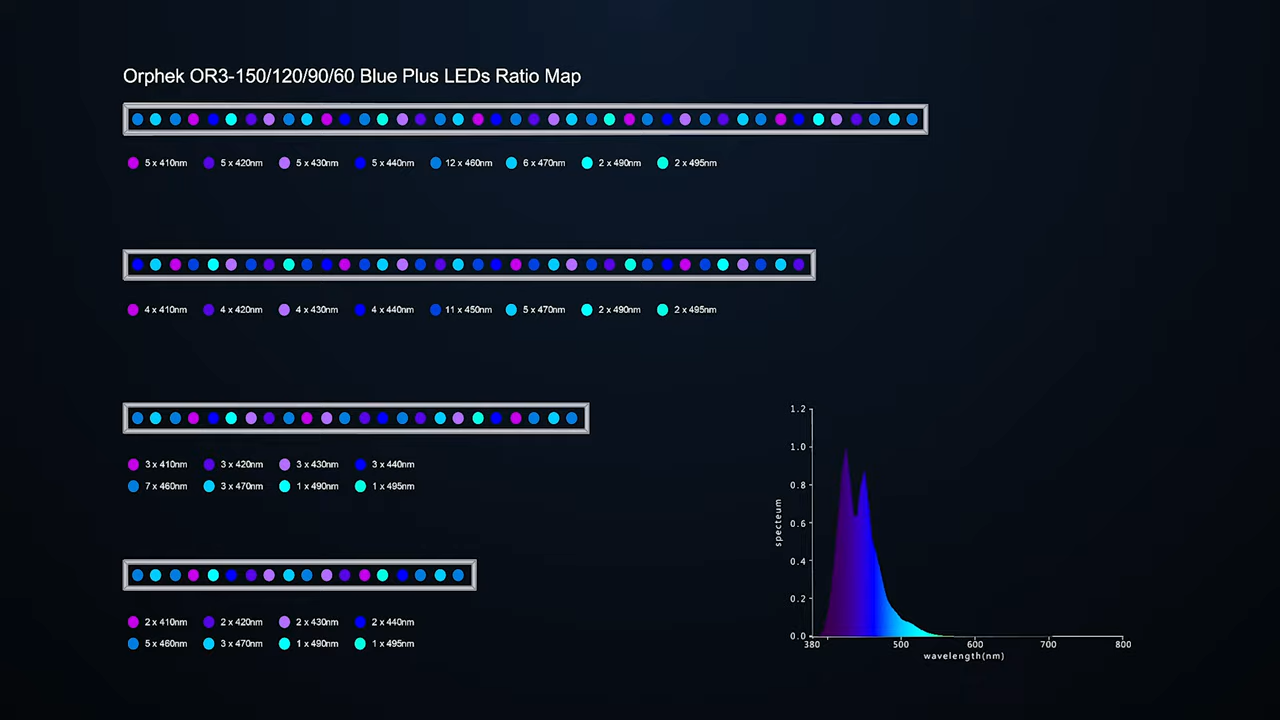 Orphek OR3-150/120/90/60 Blue Plus LEDs Ratio Map
5 x 410nm 5 x 420nm 5 x 430nm 5 x 440nm 12 x 460nm 6 x 470nm 2 x 490nm 2 x 495nm
4 x 410nm 4 x 420nm 4 x 430nm 4 x 440nm 11 x 450nm 5 x 470nm 2 x 490nm 2 x 495nm
3 x 410nm 3 x 420nm 3 x 430nm 3 x 440nm
7 x 460nm 3 x 470nm 1 x 490nm 1 x 495nm
2 x 410nm 2 x 420nm 2 x 430nm 2 x 440nm
5 x 460nm 3 x 470nm 1 x 490nm 1 x 495nm
1.2
1.0
0.8
0.6
0.4
0.2
0.0
specteum
380 500 600 700 800
wavelength(nm)